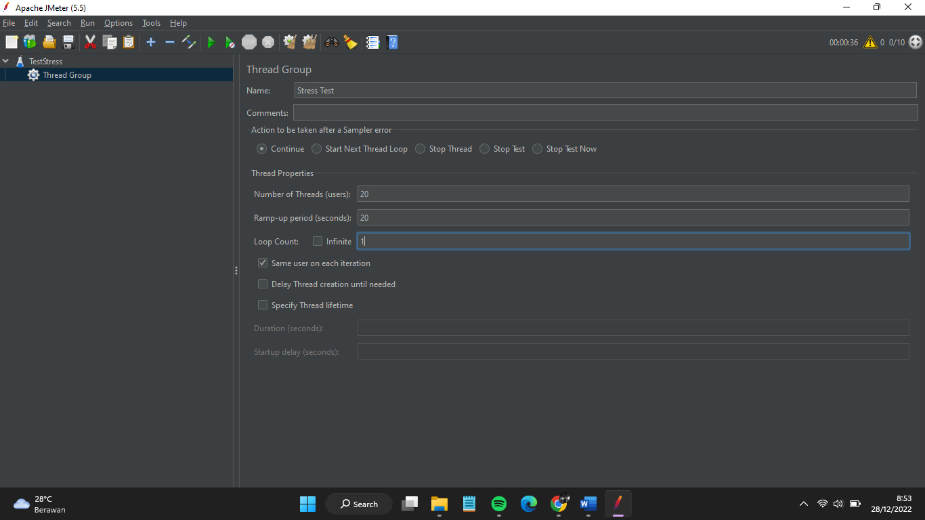 Apache JMeter (5.5)
File Edit Search Run Options Tools Help
00:00:36 0 0/10
TestStress
Thread Group
Thread Group
Name: Stress Test
Comments:
Action to be taken after a Sampler error
Continue Start Next Thread Loop Stop Thread Stop Test Stop Test Now
Thread Properties
Number of Threads (users): 20
Ramp-up period (seconds): 20
Loop Count: Infinite 1
Same user on each iteration
Delay Thread creation until needed
Specify Thread lifetime
Duration (seconds):
Startup delay (seconds):
28°C
Berawan
Search
8:53
28/12/2022